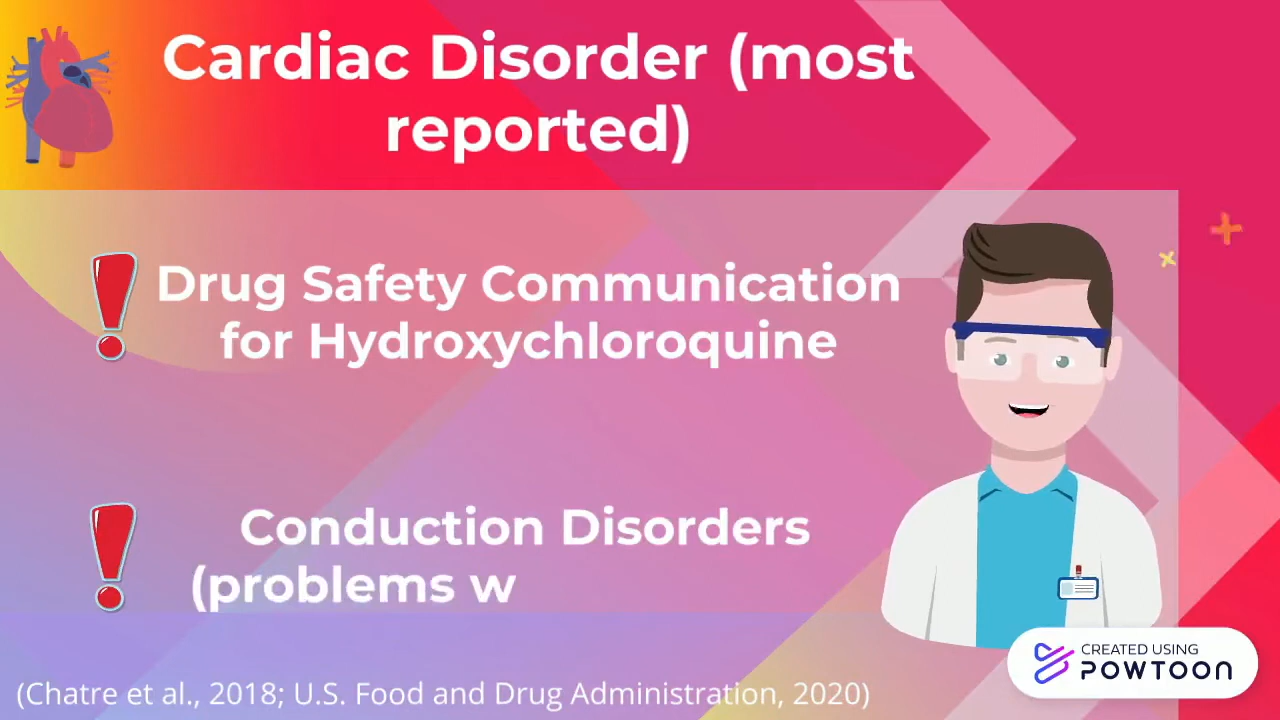 Cardiac Disorder (most
reported)
Drug Safety Communication
for Hydroxychloroquine
Conduction Disorders
(problems w
(Chatre et al., 2018; U.S. Food and Drug Administration, 2020)
CREATED USING
POWTOON